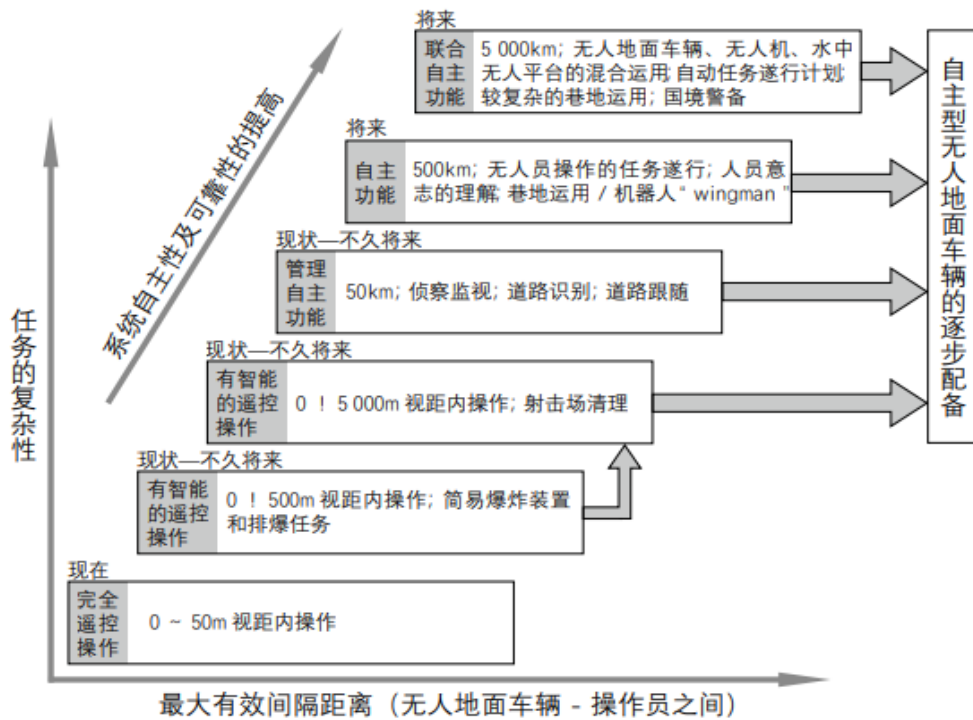 将来
联合
自主
功能
5 000km; 无人地面车辆、无人机、水中
无人平台的混合运用; 自动任务遂行计划;
较复杂的巷地运用; 国境警备
将来
自主
功能
500km; 无人员操作的任务遂行; 人员意
志的理解; 巷地运用 / 机器人“ wingman ”
现状—不久将来
管理
自主
功能
50km; 侦察监视; 道路识别; 道路跟随
现状—不久将来
有智能
的遥控
操作
0 ! 5 000m 视距内操作; 射击场清理
现状—不久将来
有智能
的遥控
操作
0 ! 500m 视距内操作; 简易爆炸装置
和排爆任务
现在
完全
遥控
操作
0 ~ 50m 视距内操作
系统自主性及可靠性的提高
任务的复杂性
自主型无人地面车辆的逐步配备
最大有效间隔距离（无人地面车辆 - 操作员之间）